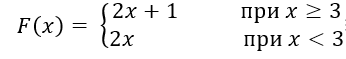 F(x) = {2x + 1 при x ≥ 3
2x при x < 3